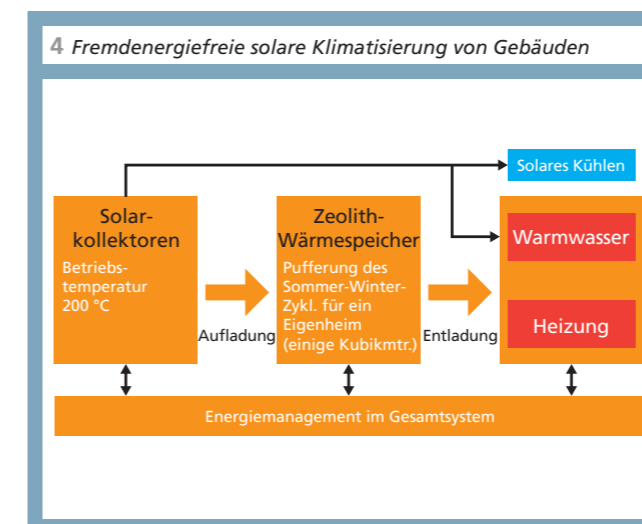 4 Fremdenergiefreie solare Klimatisierung von Gebäuden
Solares Kühlen
Solar-
kollektoren
Betriebs-
temperatur
200 °C
Aufladung
Zeolith-
Wärmespeicher
Pufferung des
Sommer-Winter-
Zykl. für ein
Eigenheim
(einige Kubikmtr.)
Entladung
Warmwasser
Heizung
Energiemanagement im Gesamtsystem